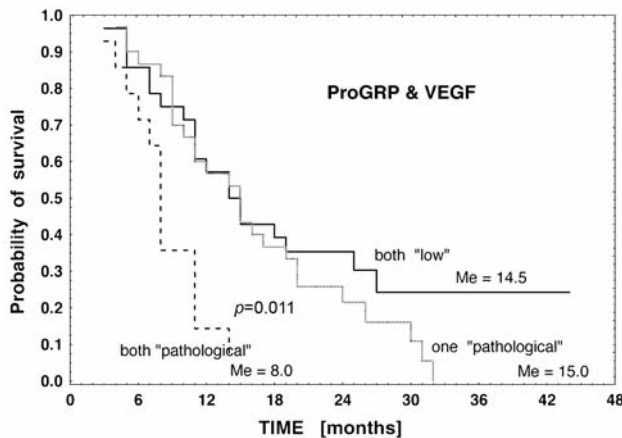 1.0
0.9
0.8
0.7
0.6
0.5
0.4
0.3
0.2
0.1
0.0
Probability of survival
ProGRP & VEGF
both "low"
Me = 14.5
p=0.011
both "pathological"
Me = 8.0
one "pathological"
Me = 15.0
0 6 12 18 24 30 36 42 48
TIME [months]